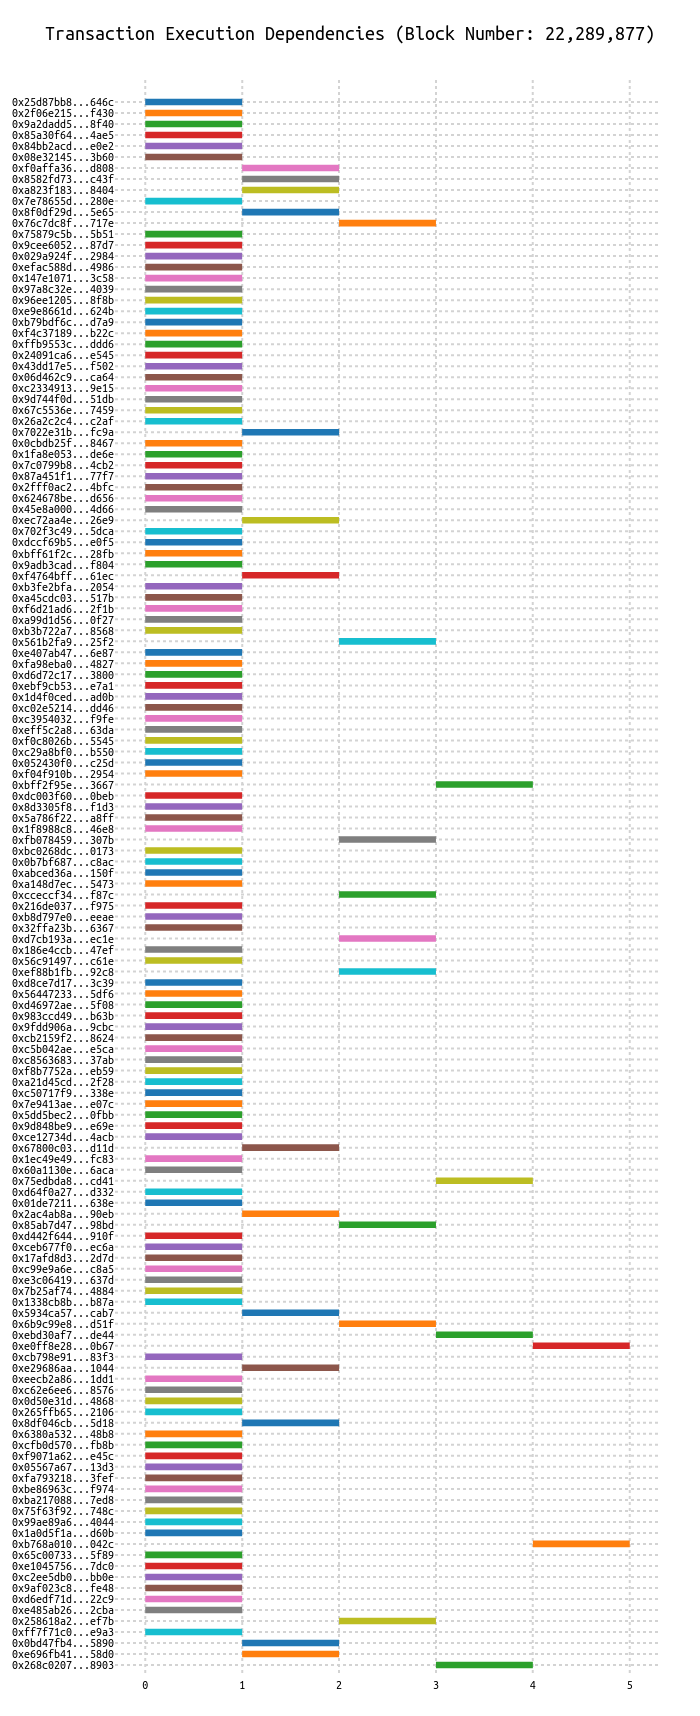 Transaction Execution Dependencies (Block Number: 22,289,877)
0x25d87bb8...646c
0x2f06e215...f430
0x9a2dadd5...8f40
0x85a30f64...4ae5
0x84bb2acd...e0e2
0x08e32145...3b60
0xf0affa36...d808
0x8582fd73...c43f
0xa823f183...8404
0x7e78655d...280e
0x8f0df29d...5e65
0x76c7dc8f...717e
0x75879c5b...5b51
0x9cee6052...87d7
0x029a924f...2984
0xefac588d...4986
0x147e1071...3c58
0x97a8c32e...4039
0x96ee1205...8f8b
0xe9e8661d...624b
0xb79bdf6c...d7a9
0xf4c37189...b22c
0xffb9553c...ddd6
0x24091ca6...e545
0x43dd17e5...f502
0x06d462c9...ca64
0xc2334913...9e15
0x9d744f0d...51db
0x67c5536e...7459
0x26a2c2c4...c2af
0x7022e31b...fc9a
0x0cbdb25f...8467
0x1fa8e053...de6e
0x7c0799b8...4cb2
0x87a451f1...77f7
0x2fff0ac2...4bfc
0x624678be...d656
0x45e8a000...4d66
0xec72aa4e...26e9
0x702f3c49...5dca
0xdccf69b5...e0f5
0xbff61f2c...28fb
0x9adb3cad...f804
0xf4764bff...61ec
0xb3fe2bfa...2054
0xa45cdc03...517b
0xf6d21ad6...2f1b
0xa99d1d56...0f27
0xb3b722a7...8568
0x561b2fa9...25f2
0xe407ab47...6e87
0xfa98eba0...4827
0xd6d72c17...3800
0xebf9cb53...e7a1
0x1d4f0ced...ad0b
0xc02e5214...dd46
0xc3954032...f9fe
0xeff5c2a8...63da
0xf0c8026b...5545
0xc29a8bf0...b550
0x052430f0...c25d
0xf04f910b...2954
0xbff2f95e...3667
0xdc003f60...0beb
0x8d3305f8...f1d3
0x5a786f22...a8ff
0x1f8988c8...46e8
0xfb078459...307b
0xbc0268dc...0173
0x0b7bf687...c8ac
0xabced36a...150f
0xa148d7ec...5473
0xcceccf34...f87c
0x216de037...f975
0xb8d797e0...eeae
0x32ffa23b...6367
0xd7cb193a...ec1e
0x186e4ccb...47ef
0x56c91497...c61e
0xef88b1fb...92c8
0xd8ce7d17...3c39
0x56447233...5df6
0xd46972ae...5f08
0x983ccd49...b63b
0x9fdd906a...9cbc
0xcb2159f2...8624
0xc5b042ae...e5ca
0xc8563683...37ab
0xf8b7752a...eb59
0xa21d45cd...2f28
0xc50717f9...338e
0x7e9413ae...e07c
0x5dd5bec2...0fbb
0x9d848be9...e69e
0xce12734d...4acb
0x67800c03...d11d
0x1ec49e49...fc83
0x60a1130e...6aca
0x75edbda8...cd41
0xd64f0a27...d332
0x01de7211...638e
0x2ac4ab8a...90eb
0x85ab7d47...98bd
0xd442f644...910f
0xceb677f0...ec6a
0x17afd8d3...2d7d
0xc99e9a6e...c8a5
0xe3c06419...637d
0x7b25af74...4884
0x1338cb8b...b87a
0x5934ca57...cab7
0x6b9c99e8...d51f
0xebd30af7...de44
0xe0ff8e28...0b67
0xcb798e91...83f3
0xe29686aa...1044
0xeecb2a86...1dd1
0xc62e6ee6...8576
0x0d50e31d...4868
0x265ffb65...2106
0x8df046cb...5d18
0x6380a532...48b8
0xcfb0d570...fb8b
0xf9071a62...e45c
0x05567a67...13d3
0xfa793218...3fef
0xbe86963c...f974
0xba217088...7ed8
0x75f63f92...748c
0x99ae89a6...4044
0x1a0d5f1a...d60b
0xb768a010...042c
0x65c00733...5f89
0xe1045756...7dc0
0xc2ee5db0...bb0e
0x9af023c8...fe48
0xd6edf71d...22c9
0xe485ab26...2cba
0x258618a2...ef7b
0xff7f71c0...e9a3
0x0bd47fb4...5890
0xe696fb41...58d0
0x268c0207...8903
0 1 2 3 4 5